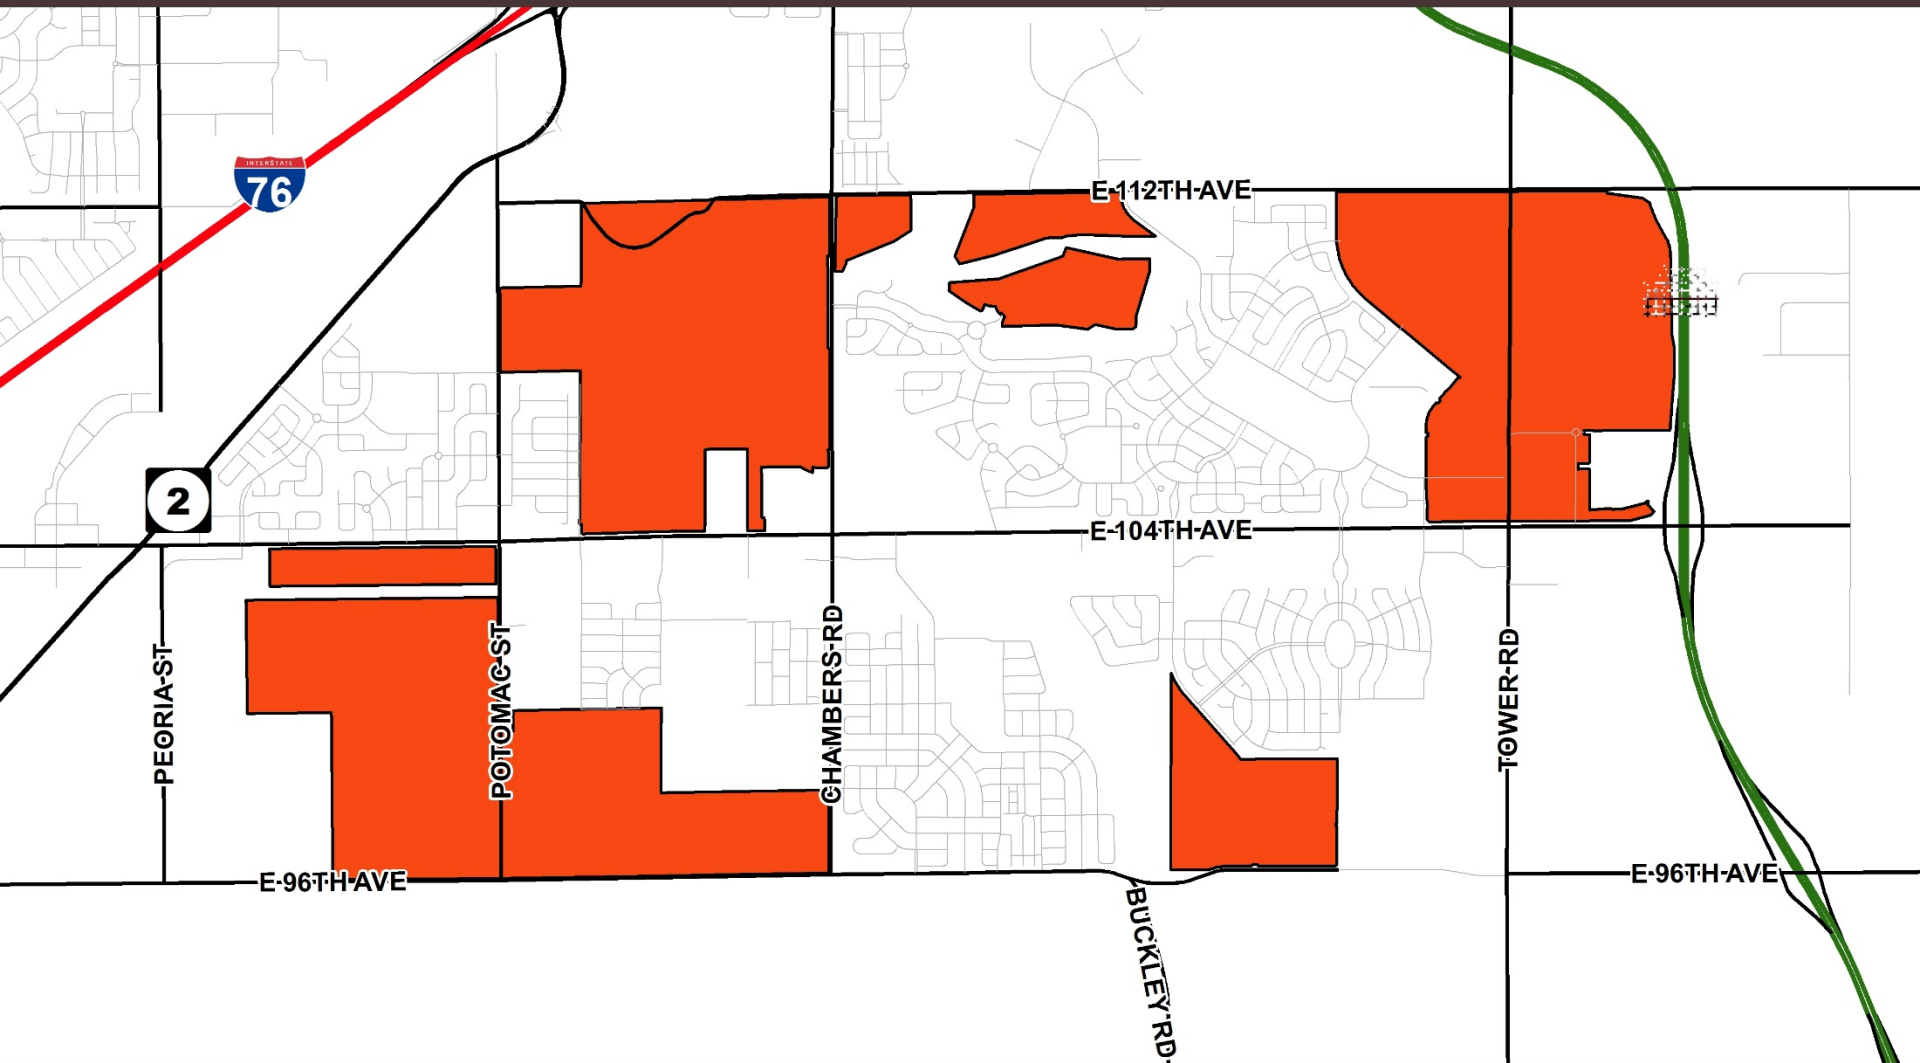 INTERSTATE
76
E 112TH AVE
2
E 104TH AVE
PEORIA ST
POTOMAC ST
CHAMBERS RD
TOWER RD
E 96TH AVE
E 96TH AVE
BUCKLEY RD